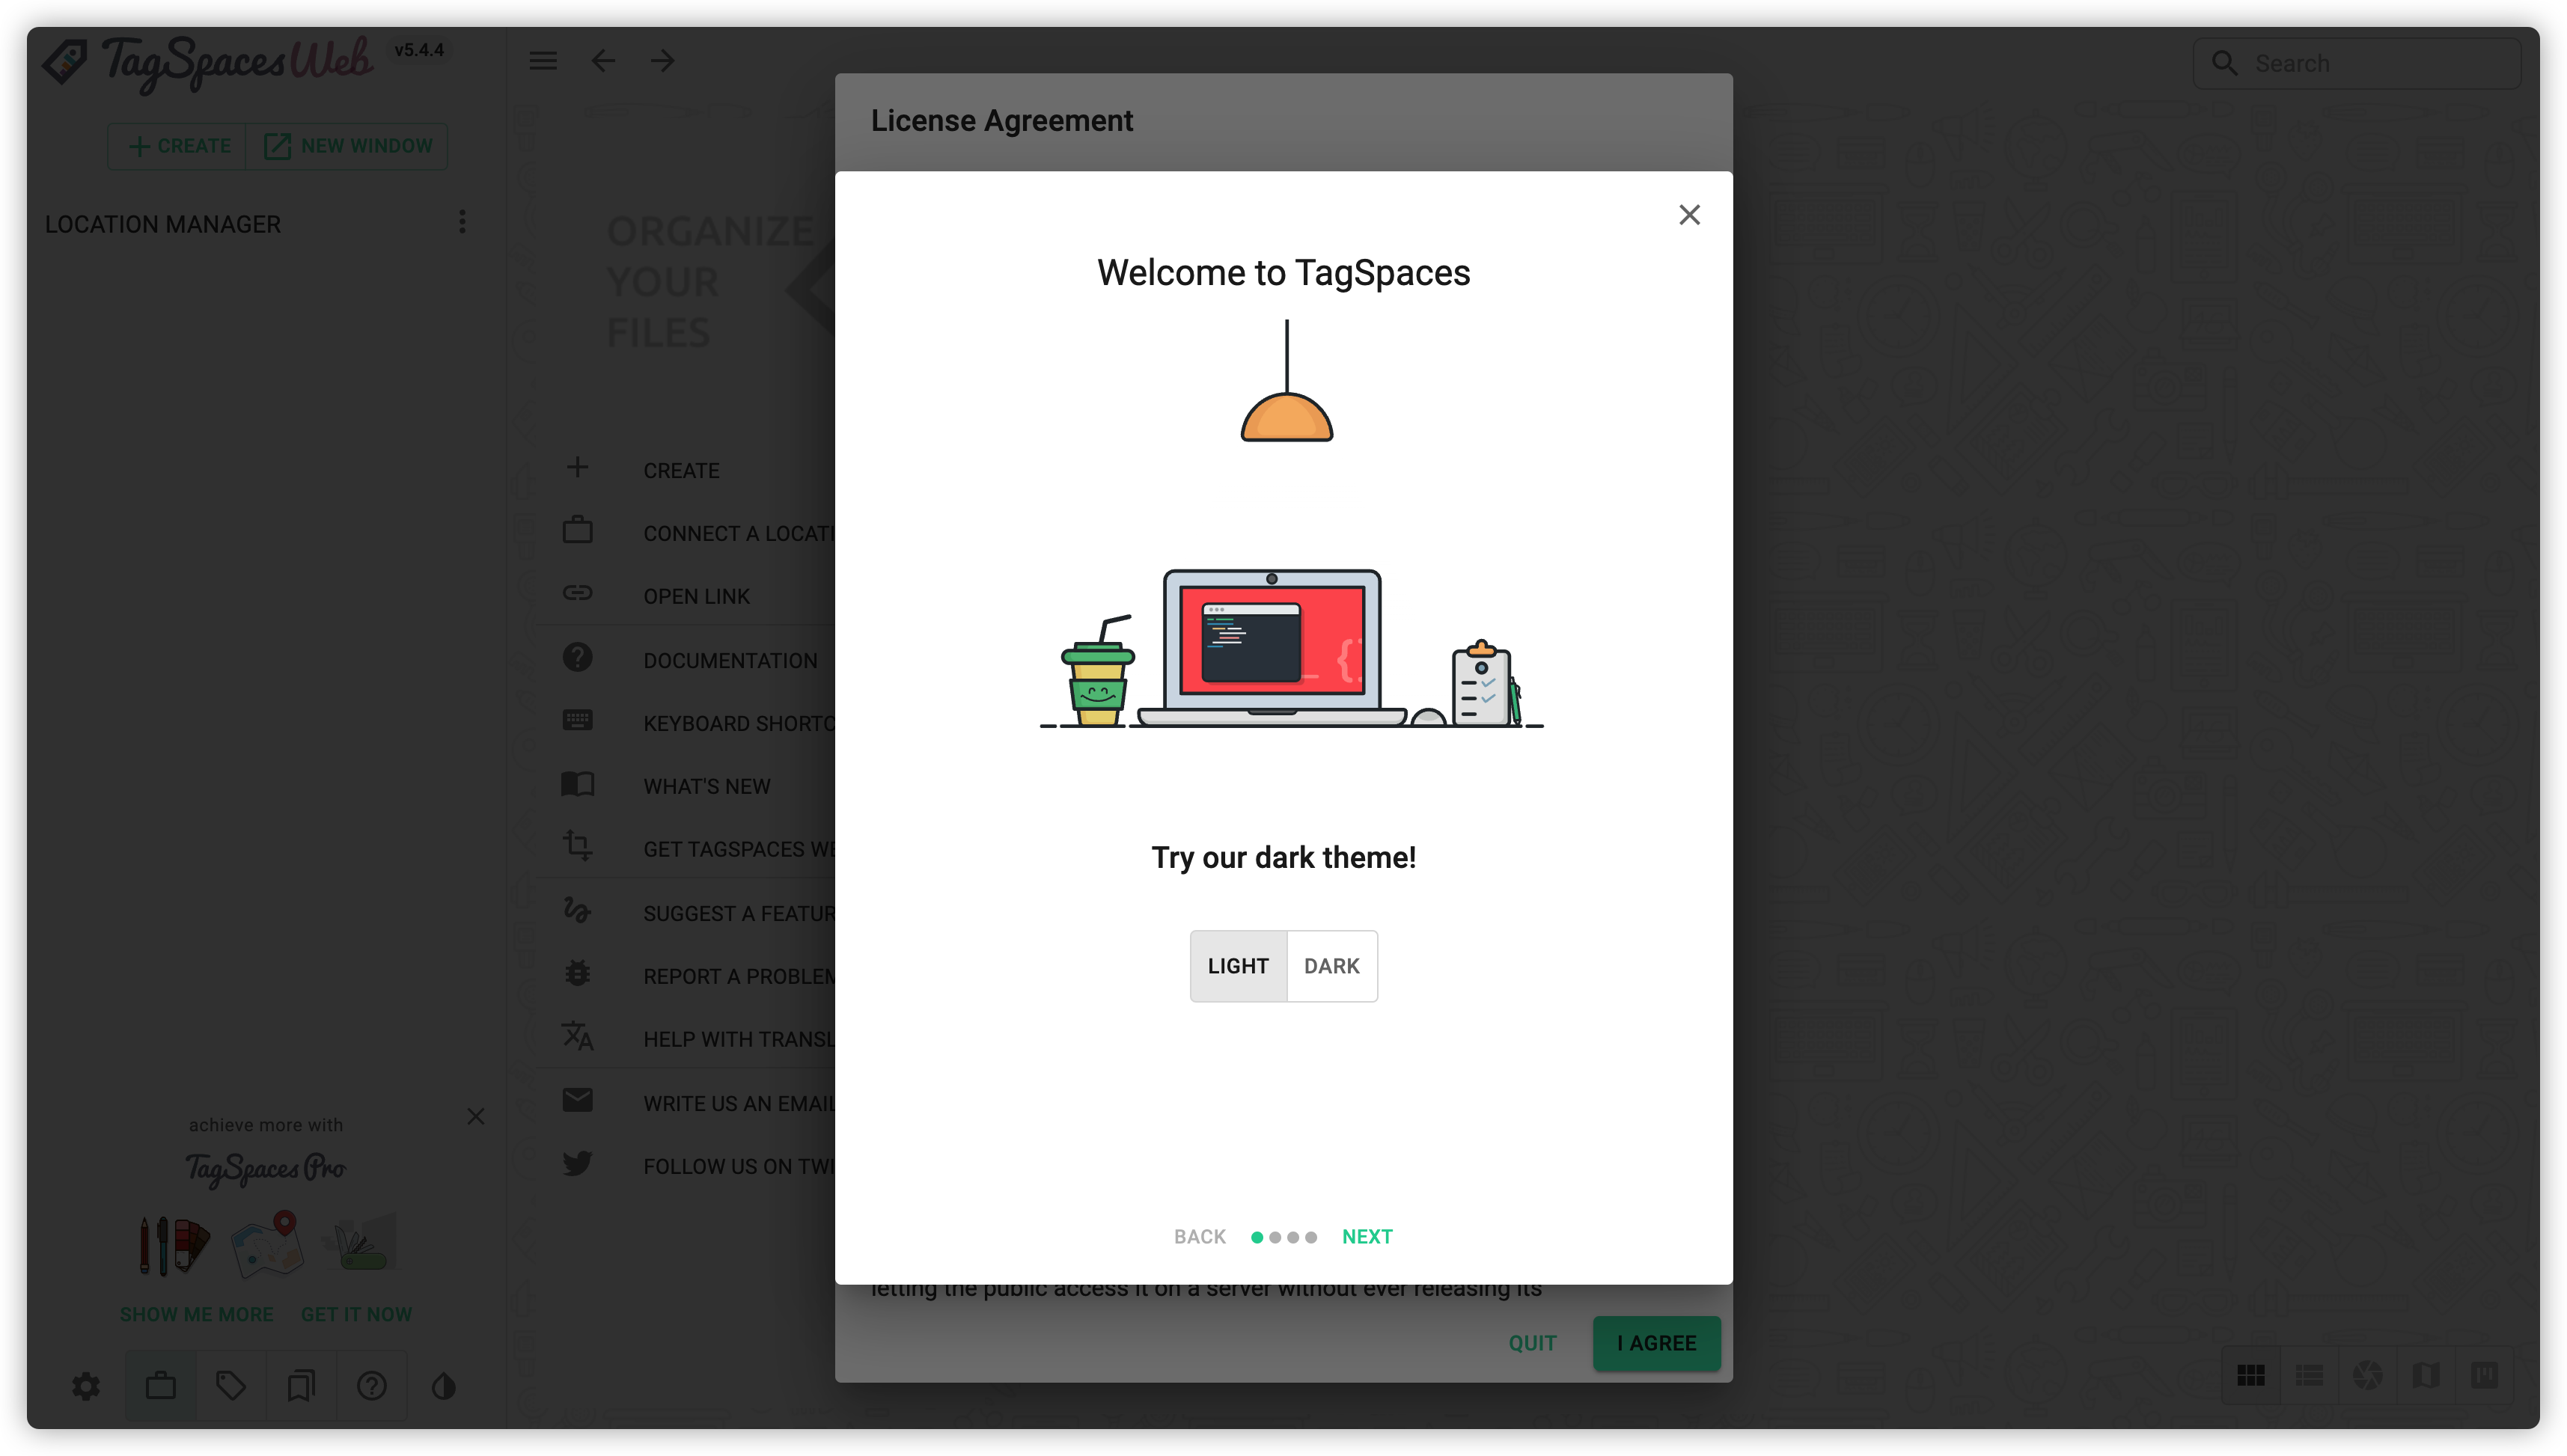 TagSpaces Web v5.4.4
Search
CREATE
NEW WINDOW
LOCATION MANAGER
ORGANIZE
YOUR
FILES
CREATE
CONNECT A LOCATI
OPEN LINK
DOCUMENTATION
KEYBOARD SHORTC
WHAT'S NEW
GET TAGSPACES WE
SUGGEST A FEATUR
REPORT A PROBLEM
HELP WITH TRANSL
WRITE US AN EMAIL
FOLLOW US ON TWI
achieve more with
TagSpaces Pro
SHOW ME MORE
GET IT NOW
License Agreement
Welcome to TagSpaces
Try our dark theme!
LIGHT
DARK
BACK
NEXT
letting the public access it on a server without ever releasing its
QUIT
I AGREE